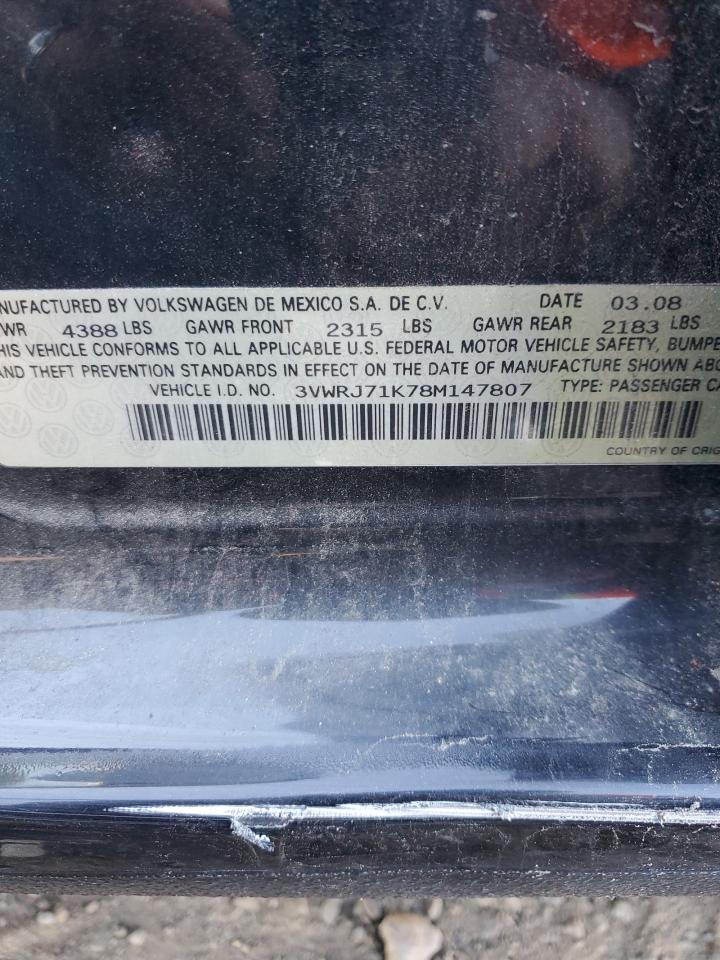 NUFACTURED BY VOLKSWAGEN DE MEXICO S.A. DE C.V. DATE 03.08
WR 4388 LBS GAWR FRONT 2315 LBS GAWR REAR 2183 LBS
HIS VEHICLE CONFORMS TO ALL APPLICABLE U.S. FEDERAL MOTOR VEHICLE SAFETY, BUMPE
AND THEFT PREVENTION STANDARDS IN EFFECT ON THE DATE OF MANUFACTURE SHOWN ABO
VEHICLE I.D. NO. 3VWRJ71K78M147807 TYPE: PASSENGER CA
COUNTRY OF ORIG